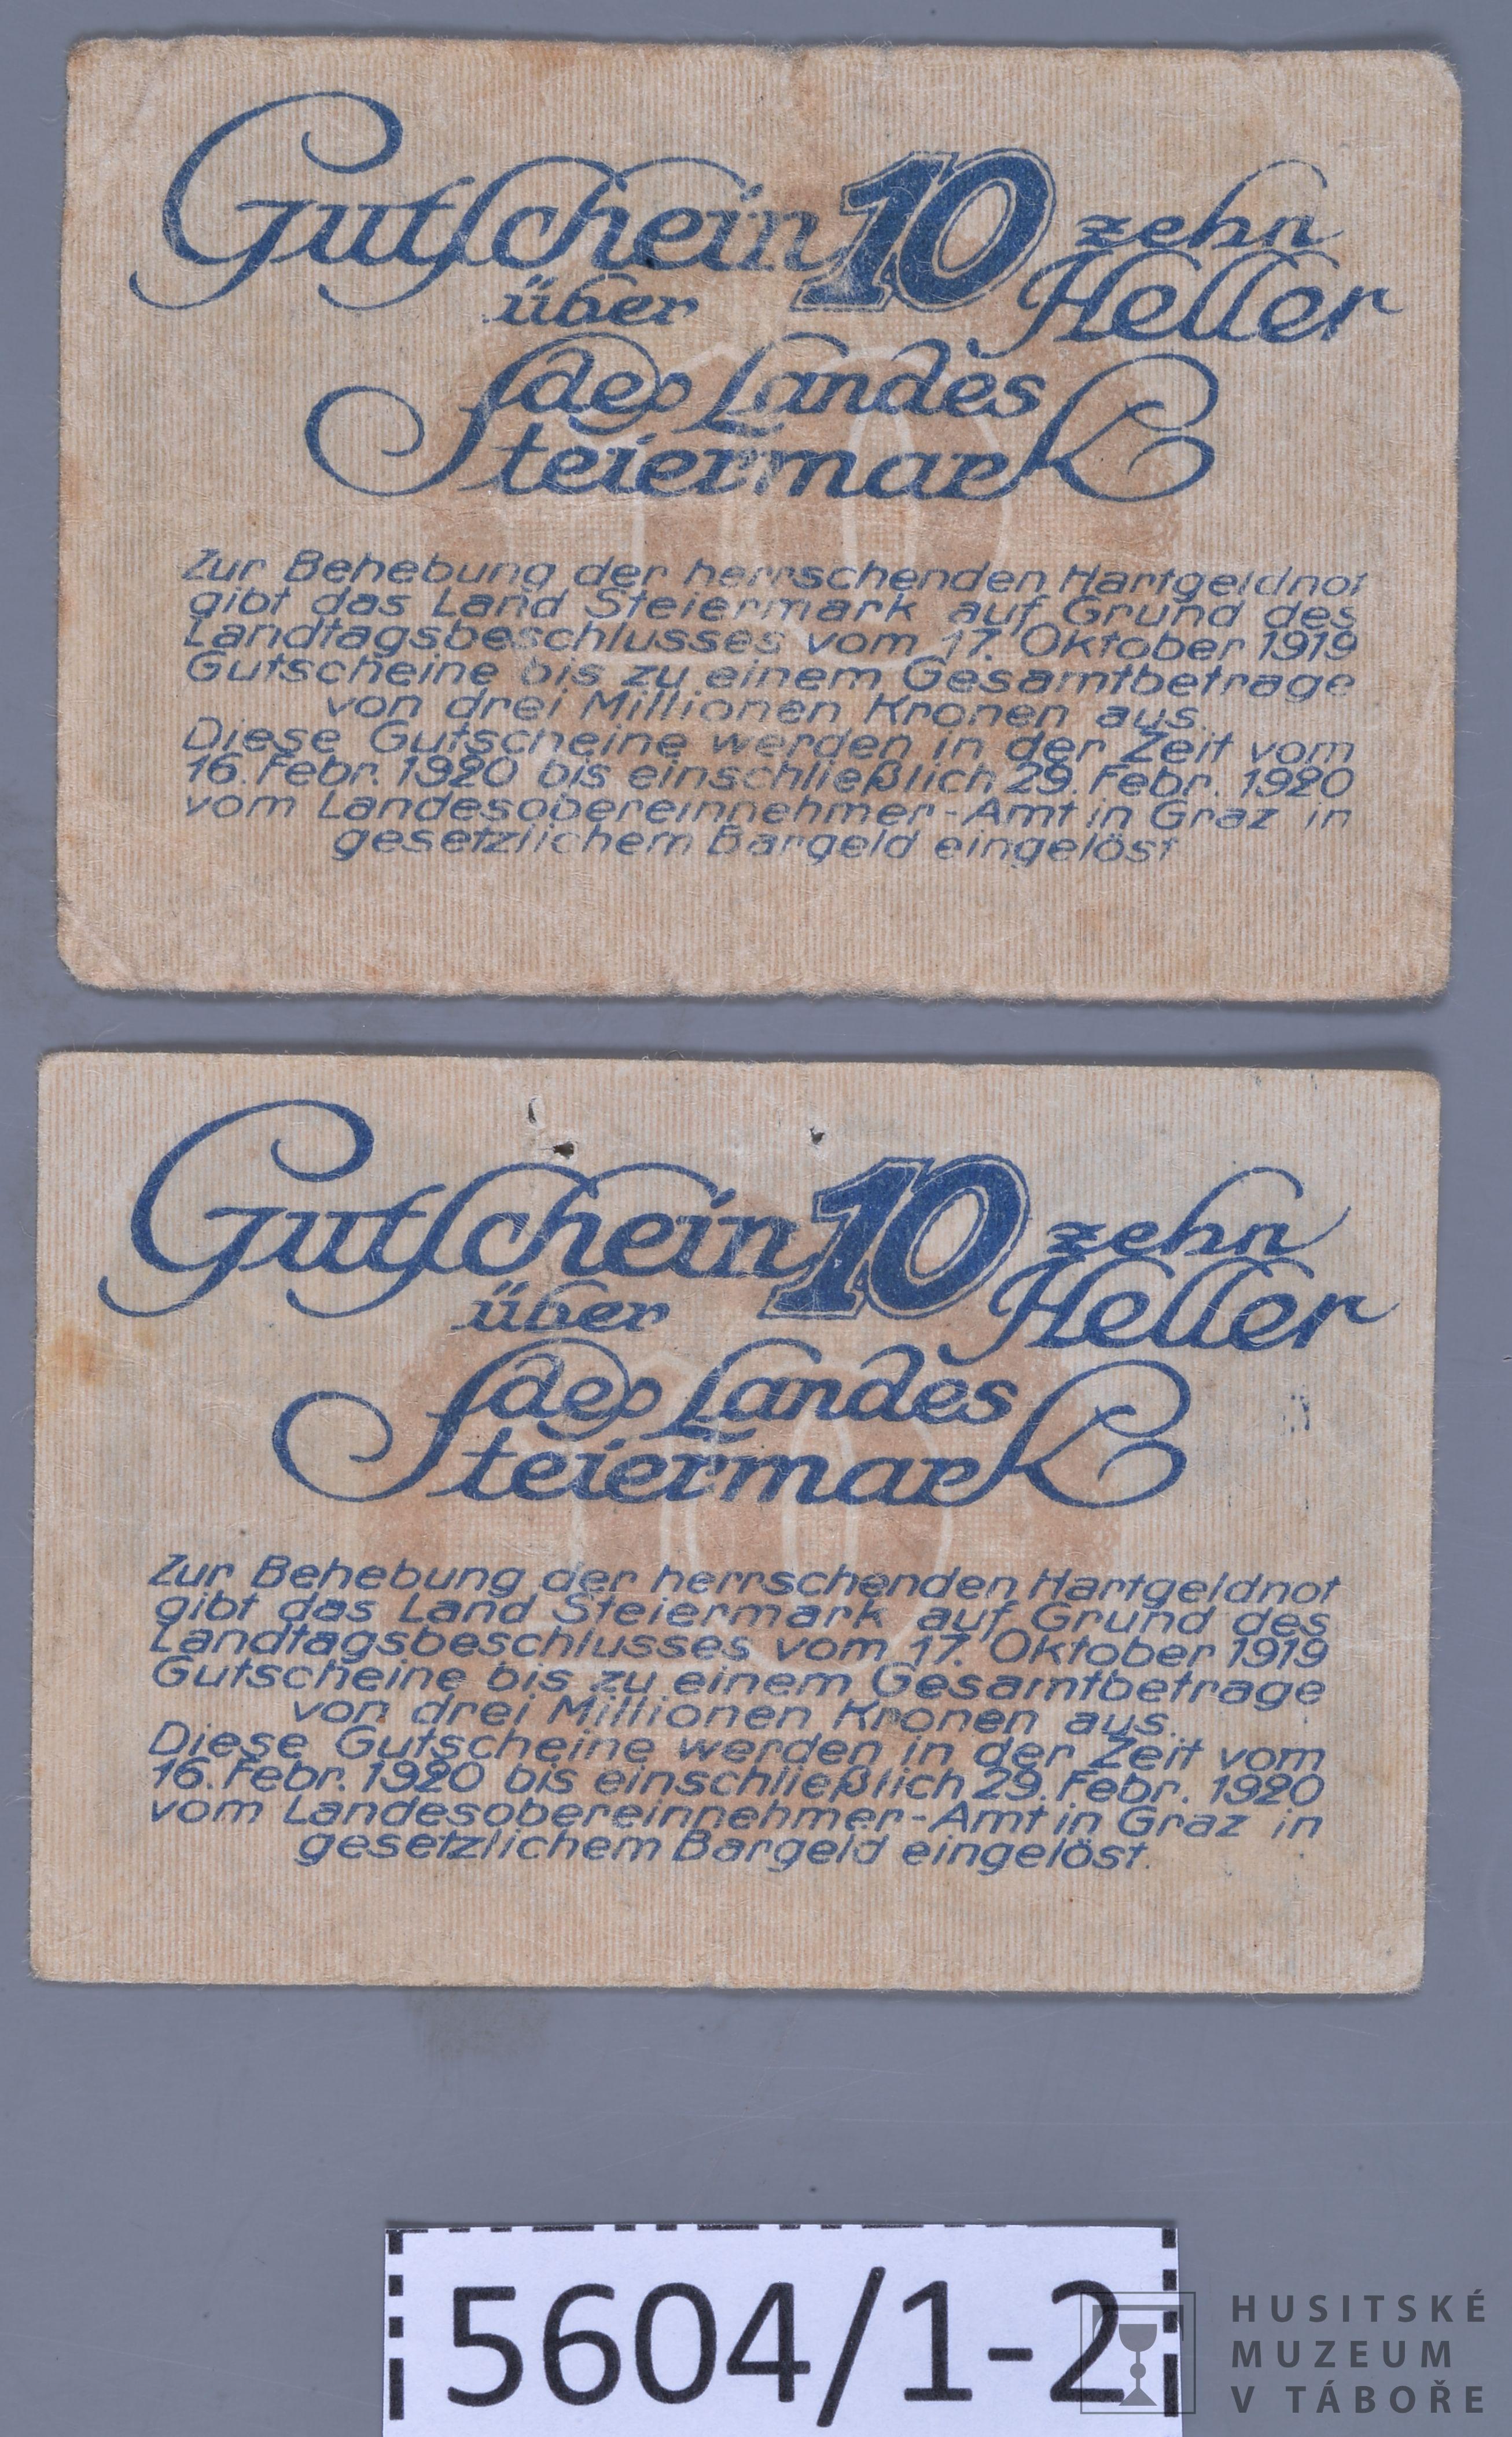 Gutschein 10 zehn
über Heller
des Landes
Steiermark
Zur Behebung der herrschenden Hartgeldnot
gibt das Land Steiermark auf Grund des
Landtagsbeschlusses vom 17. Oktober 1919
Gutscheine bis zu einem Gesamtbetrage
von drei Millionen Kronen aus.
Diese Gutscheine werden in der Zeit vom
16. Febr. 1920 bis einschließlich 29. Febr. 1920
vom Landesobereinnehmer-Amt in Graz in
gesetzlichem Bargeld eingelöst
Gutschein 10 zehn
über Heller
des Landes
Steiermark
Zur Behebung der herrschenden Hartgeldnot
gibt das Land Steiermark auf Grund des
Landtagsbeschlusses vom 17. Oktober 1919
Gutscheine bis zu einem Gesamtbetrage
von drei Millionen Kronen aus.
Diese Gutscheine werden in der Zeit vom
16. Febr. 1920 bis einschließlich 29. Febr. 1920
vom Landesobereinnehmer-Amt in Graz in
gesetzlichem Bargeld eingelöst.
5604/1-2
HUSITSKÉ
MUZEUM
V TÁBOŘE